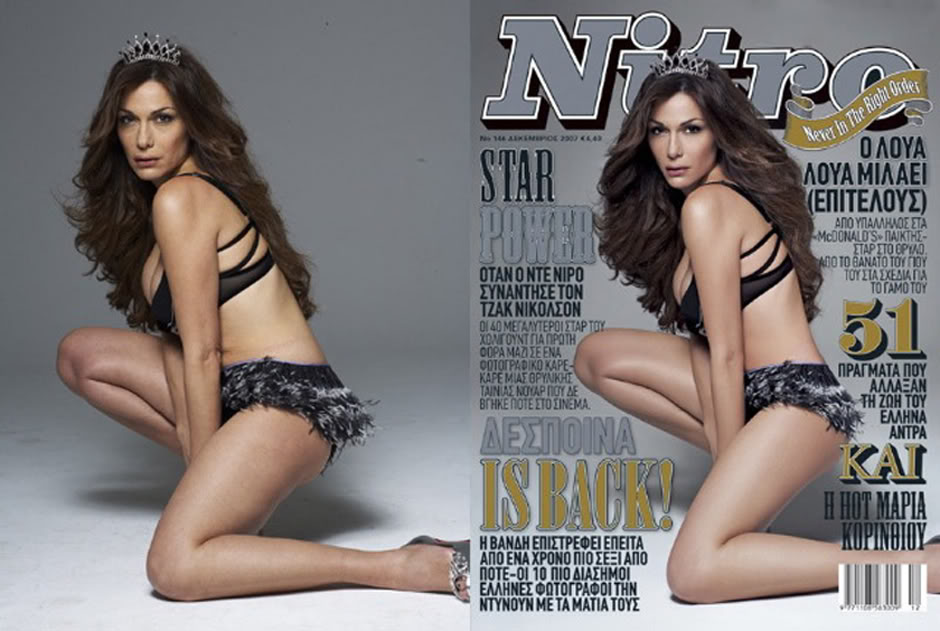 Nitro
Never In The Right Order
Νο 146 ΔΕΚΕΜΒΡΙΟΣ 2007 €4,40
STAR
POWER
ΟΤΑΝ Ο ΝΤΕ ΝΙΡΟ
ΣΥΝΑΝΤΗΣΕ ΤΟΝ
ΤΖΑΚ ΝΙΚΟΛΣΟΝ
ΟΙ 40 ΜΕΓΑΛΥΤΕΡΟΙ ΣΤΑΡ ΤΟΥ
ΧΟΛΙΓΟΥΝΤ ΓΙΑ ΠΡΩΤΗ
ΦΟΡΑ ΜΑΖΙ ΣΕ ΕΝΑ
ΦΩΤΟΓΡΑΦΙΚΟ ΚΑΡΕ-
ΚΑΡΕ ΜΙΑΣ ΘΡΥΛΙΚΗΣ
ΤΑΙΝΙΑΣ ΝΟΥΑΡ ΠΟΥ ΔΕ
ΒΓΗΚΕ ΠΟΤΕ ΣΤΟ ΣΙΝΕΜΑ.
ΔΕΣΠΟΙΝΑ
IS BACK!
Η ΒΑΝΔΗ ΕΠΙΣΤΡΕΦΕΙ ΕΠΕΙΤΑ
ΑΠΟ ΕΝΑ ΧΡΟΝΟ ΠΙΟ ΣΕΞΙ ΑΠΟ
ΠΟΤΕ-ΟΙ 10 ΠΙΟ ΔΙΑΣΗΜΟΙ
ΕΛΛΗΝΕΣ ΦΩΤΟΓΡΑΦΟΙ ΤΗΝ
ΝΤΥΝΟΥΝ ΜΕ ΤΑ ΜΑΤΙΑ ΤΟΥΣ
Ο ΛΟΥΑ
ΛΟΥΑ ΜΙΛΑΕΙ
(ΕΠΙΤΕΛΟΥΣ)
ΑΠΟ ΥΠΑΛΛΗΛΟΣ ΣΤΑ
«McDONALD'S» ΠΑΙΚΤΗΣ-
ΣΤΑΡ ΣΤΟ ΘΡΥΛΟ,
ΑΠΟ ΤΟ ΘΑΝΑΤΟ ΤΟΥ ΓΙΟΥ
ΤΟΥ ΣΤΑ ΣΧΕΔΙΑ ΓΙΑ
ΤΟ ΓΑΜΟ ΤΟΥ
51
ΠΡΑΓΜΑΤΑ ΠΟΥ
ΑΛΛΑΞΑΝ
ΤΗ ΖΩΗ ΤΟΥ
ΕΛΛΗΝΑ
ΑΝΤΡΑ
ΚΑΙ
Η HOT ΜΑΡΙΑ
ΚΟΡΙΝΘΙΟΥ
12